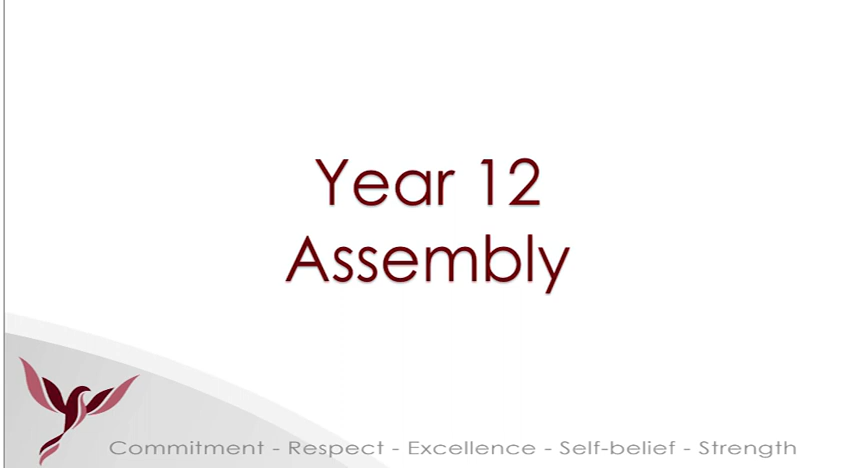 Year 12
Assembly
Commitment - Respect - Excellence - Self-belief - Strength